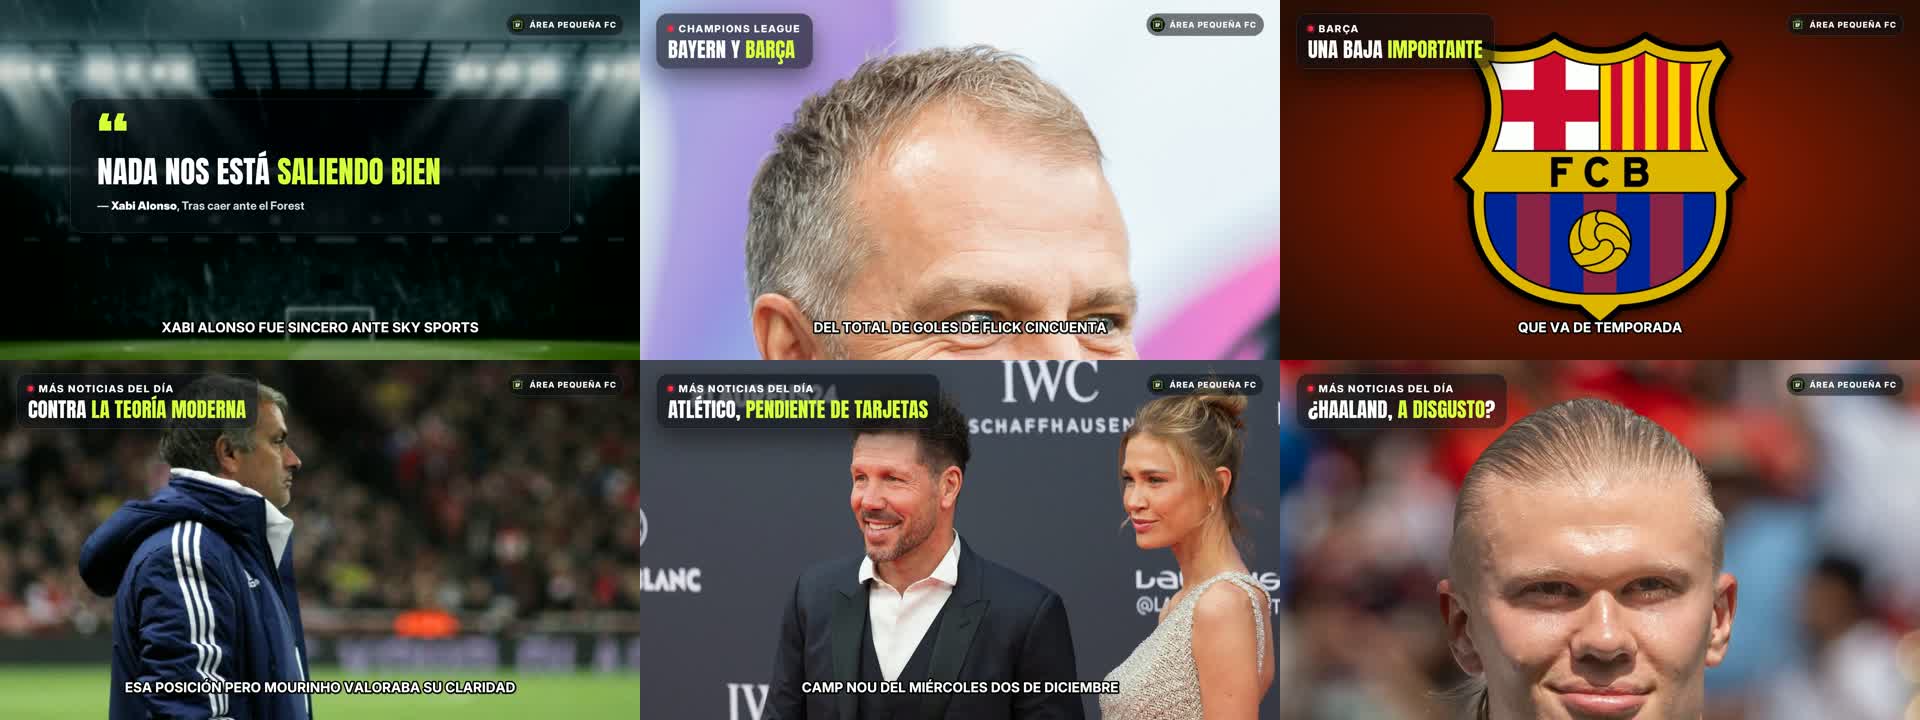 ÁREA PEQUEÑA FC
“
NADA NOS ESTÁ SALIENDO BIEN
— Xabi Alonso, Tras caer ante el Forest
XABI ALONSO FUE SINCERO ANTE SKY SPORTS
CHAMPIONS LEAGUE
BAYERN Y BARÇA
ÁREA PEQUEÑA FC
DEL TOTAL DE GOLES DE FLICK CINCUENTA
BARÇA
UNA BAJA IMPORTANTE
ÁREA PEQUEÑA FC
FCB
QUE VA DE TEMPORADA
MÁS NOTICIAS DEL DÍA
CONTRA LA TEORÍA MODERNA
ÁREA PEQUEÑA FC
ESA POSICIÓN PERO MOURINHO VALORABA SU CLARIDAD
MÁS NOTICIAS DEL DÍA
ATLÉTICO, PENDIENTE DE TARJETAS
ÁREA PEQUEÑA FC
IWC
SCHAFFHAUSEN
BLANC
CAMP NOU DEL MIÉRCOLES DOS DE DICIEMBRE
MÁS NOTICIAS DEL DÍA
¿HAALAND, A DISGUSTO?
ÁREA PEQUEÑA FC